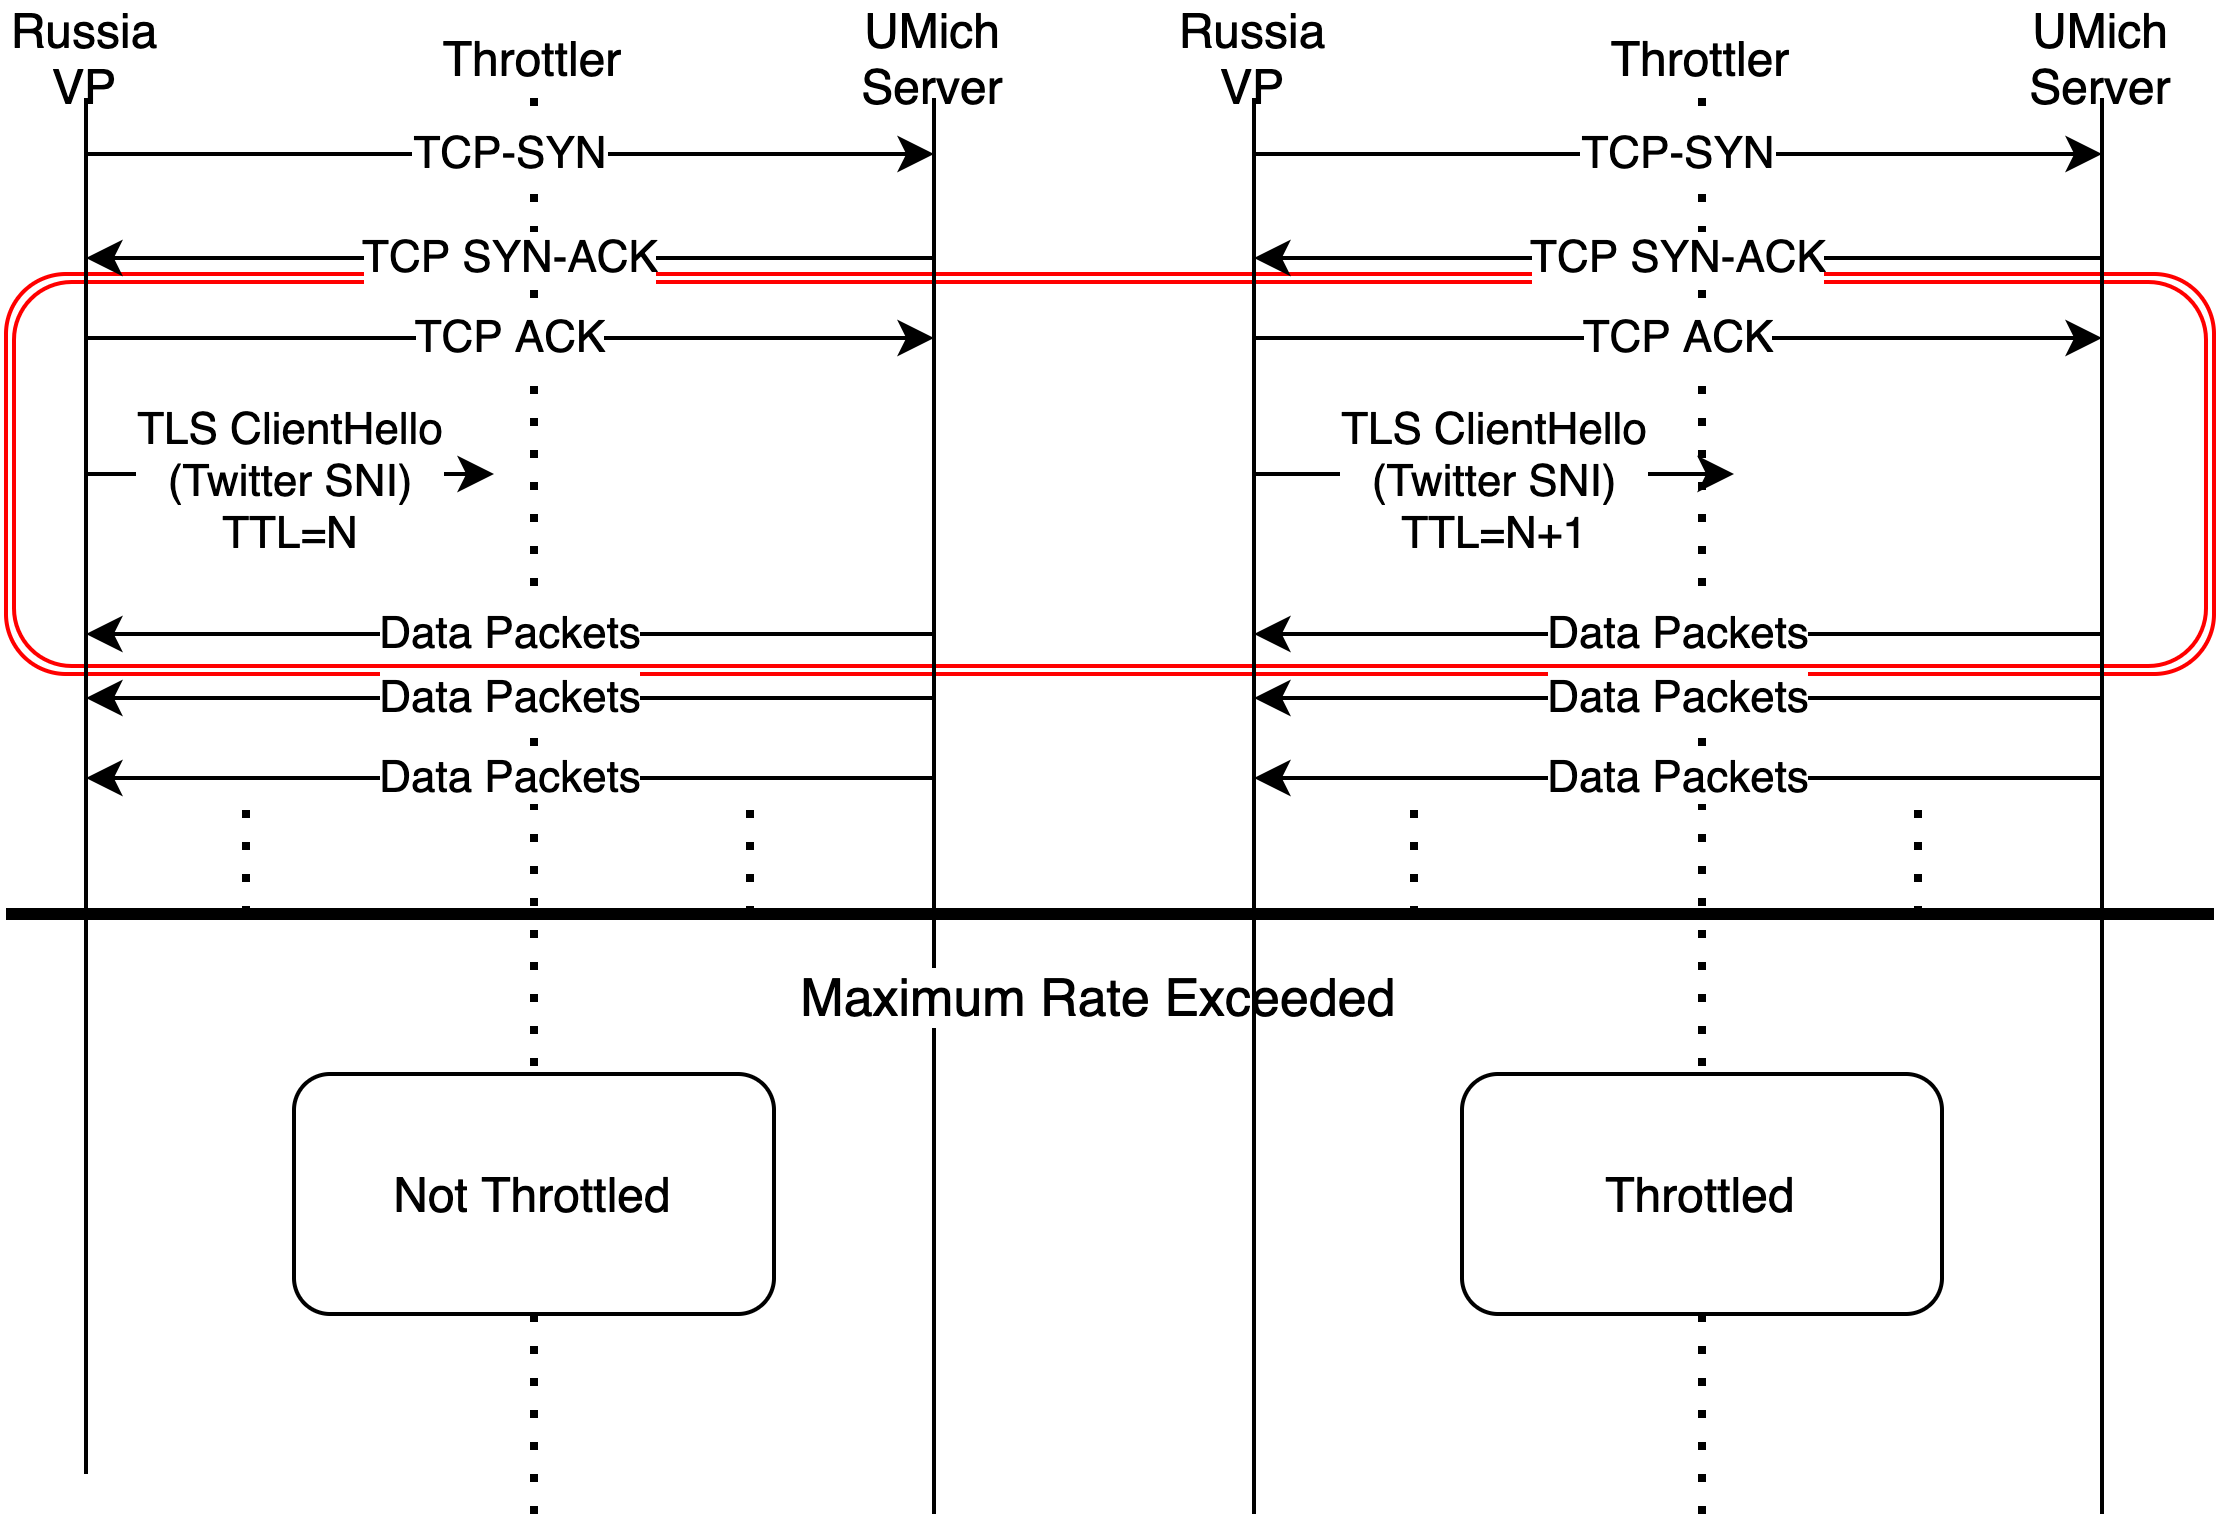 Russia
VP
Throttler
UMich
Server
Russia
VP
Throttler
UMich
Server
TCP-SYN
TCP-SYN
TCP SYN-ACK
TCP SYN-ACK
TCP ACK
TCP ACK
TLS ClientHello
(Twitter SNI)
TTL=N
TLS ClientHello
(Twitter SNI)
TTL=N+1
Data Packets
Data Packets
Data Packets
Data Packets
Data Packets
Data Packets
Maximum Rate Exceeded
Not Throttled
Throttled